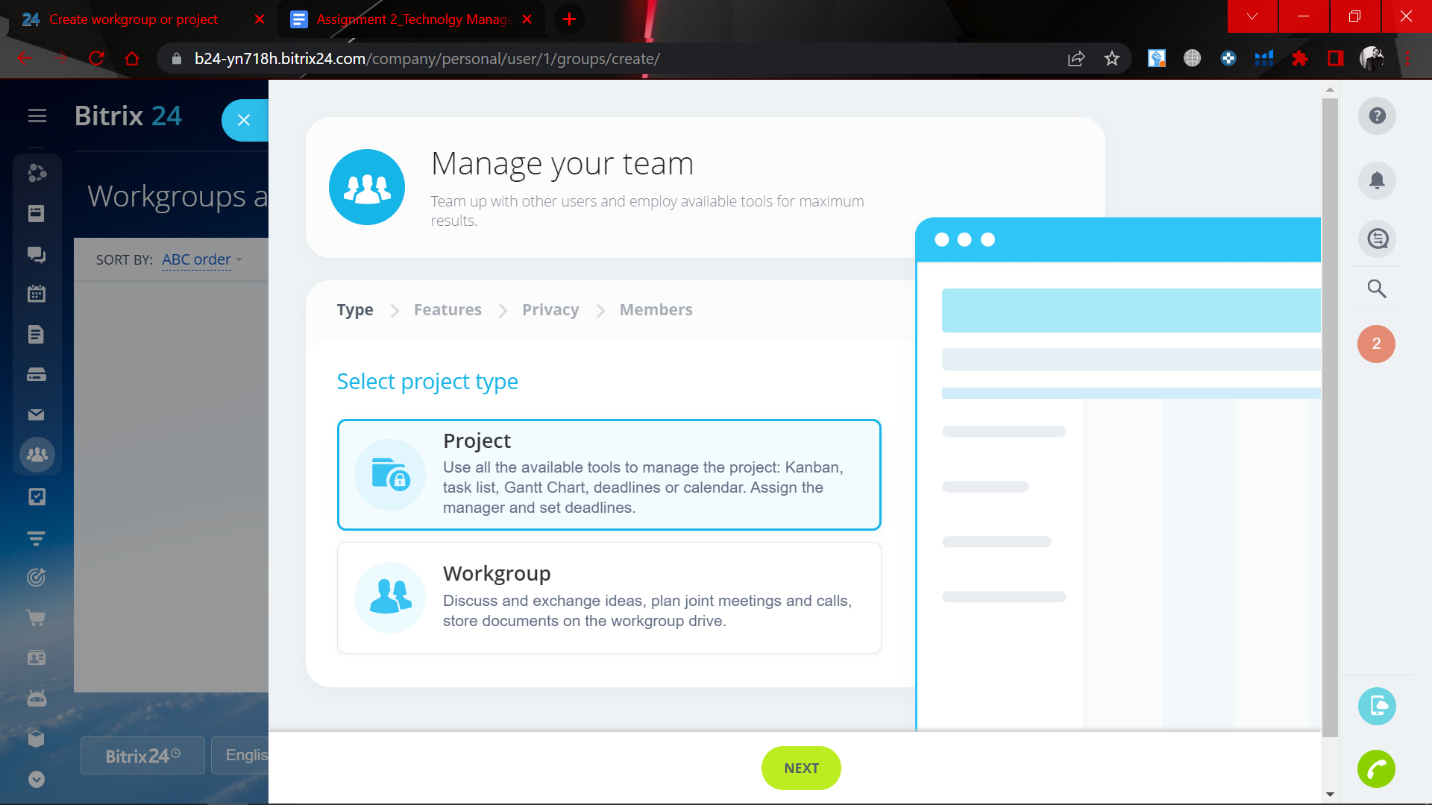 24 Create workgroup or project
Assignment 2_Technolgy Manage
b24-yn718h.bitrix24.com/company/personal/user/1/groups/create/
Bitrix 24
Workgroups a
SORT BY: ABC order
Manage your team
Team up with other users and employ available tools for maximum
results.
Type
Features
Privacy
Members
Select project type
Project
Use all the available tools to manage the project: Kanban,
task list, Gantt Chart, deadlines or calendar. Assign the
manager and set deadlines.
Workgroup
Discuss and exchange ideas, plan joint meetings and calls,
store documents on the workgroup drive.
NEXT
Bitrix24
Englis
2